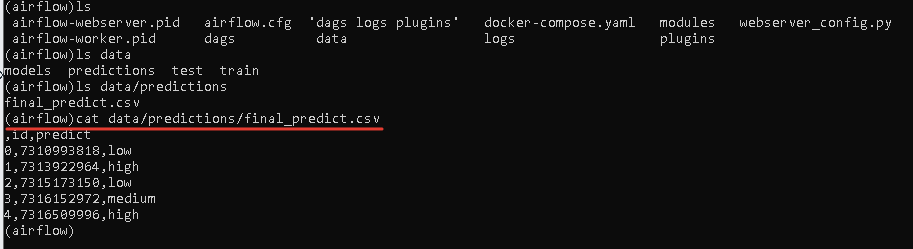 (airflow)ls
airflow-webserver.pid airflow.cfg 'dags logs plugins' docker-compose.yaml modules webserver_config.py
airflow-worker.pid dags data logs plugins
(airflow)ls data
models predictions test train
(airflow)ls data/predictions
final_predict.csv
(airflow)cat data/predictions/final_predict.csv
,id,predict
0,7310993818,low
1,7313922964,high
2,7315173150,low
3,7316152972,medium
4,7316509996,high
(airflow)